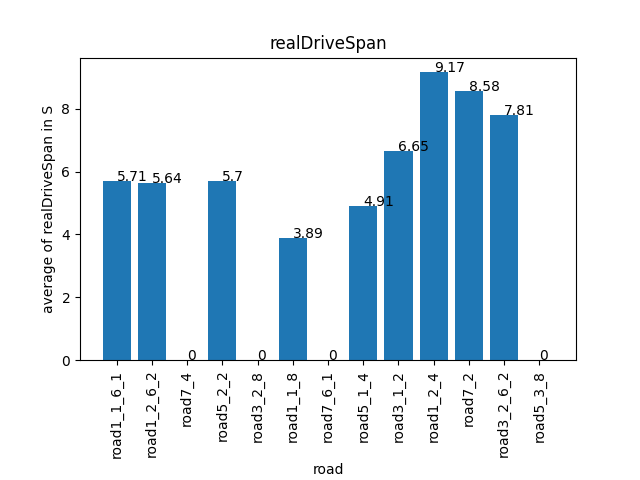 realDriveSpan
average of realDriveSpan in S
8
6
4
2
0
5.71
5.64
0
5.7
0
3.89
0
4.91
6.65
9.17
8.58
7.81
0
road1_1_6_1
road1_2_6_2
road7_4
road5_2_2
road3_2_8
road1_1_8
road7_6_1
road5_1_4
road3_1_2
road1_2_4
road7_2
road3_2_6_2
road5_3_8
road